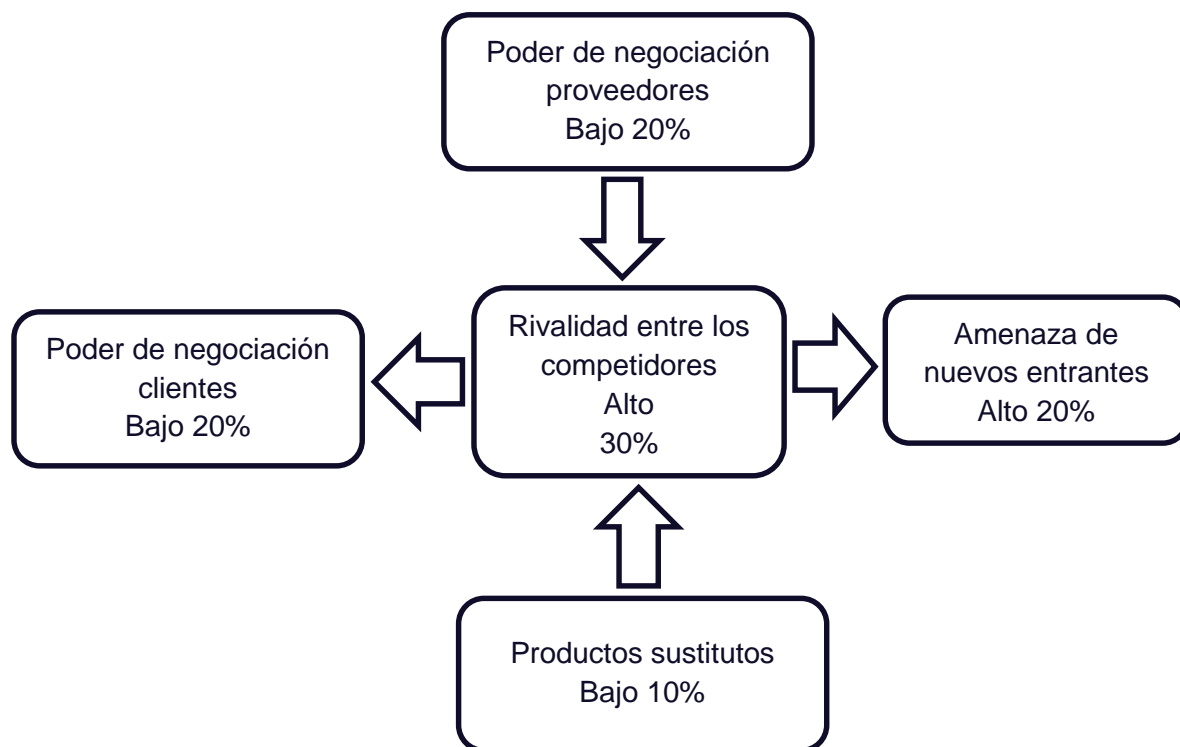 Poder de negociación
proveedores
Bajo 20%
Poder de negociación
clientes
Bajo 20%
Rivalidad entre los
competidores
Alto
30%
Amenaza de
nuevos entrantes
Alto 20%
Productos sustitutos
Bajo 10%